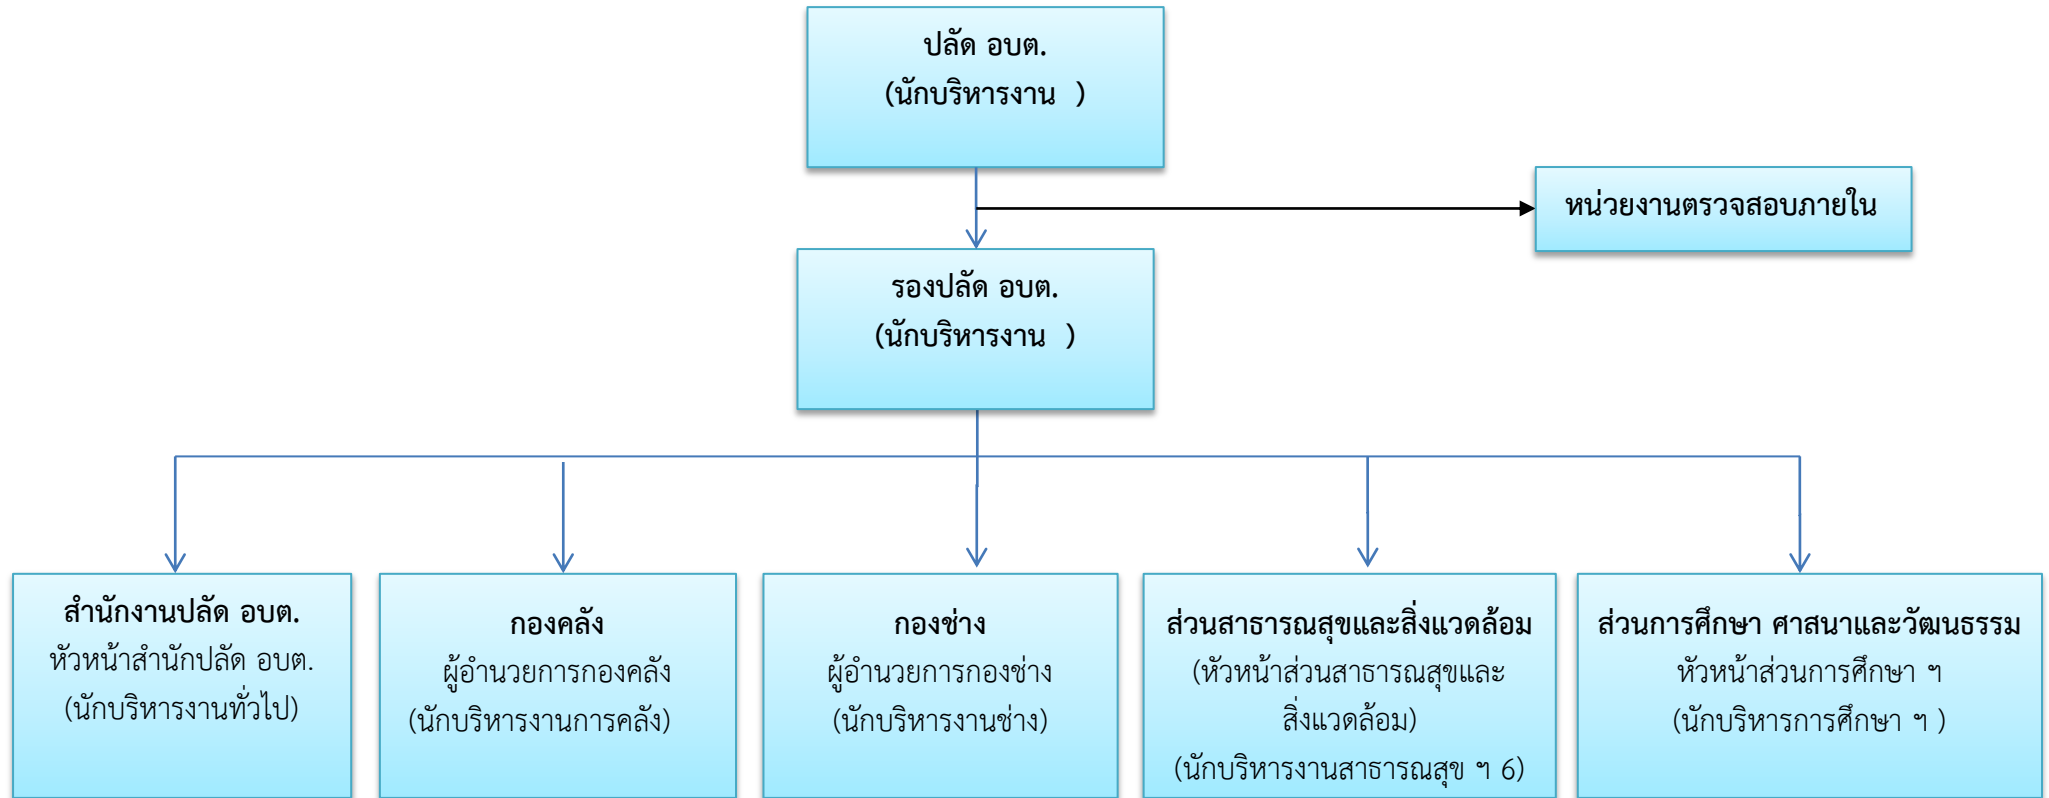 ปลัด อบต.
(นักบริหารงาน  )
หน่วยงานตรวจสอบภายใน
รองปลัด อบต.
(นักบริหารงาน  )
สำนักงานปลัด อบต.
หัวหน้าสำนักปลัด อบต.
(นักบริหารงานทั่วไป)
กองคลัง
ผู้อำนวยการกองคลัง
(นักบริหารงานการคลัง)
กองช่าง
ผู้อำนวยการกองช่าง
(นักบริหารงานช่าง)
ส่วนสาธารณสุขและสิ่งแวดล้อม
(หัวหน้าส่วนสาธารณสุขและ
สิ่งแวดล้อม)
(นักบริหารงานสาธารณสุข ฯ 6)
ส่วนการศึกษา ศาสนาและวัฒนธรรม
หัวหน้าส่วนการศึกษา ฯ
(นักบริหารการศึกษา ฯ )